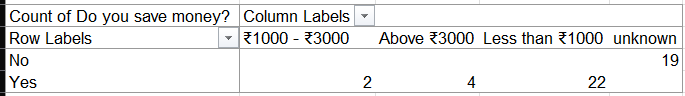 Count of Do you save money? Column Labels
Row Labels ₹1000 - ₹3000 Above ₹3000 Less than ₹1000 unknown
No 19
Yes 2 4 22